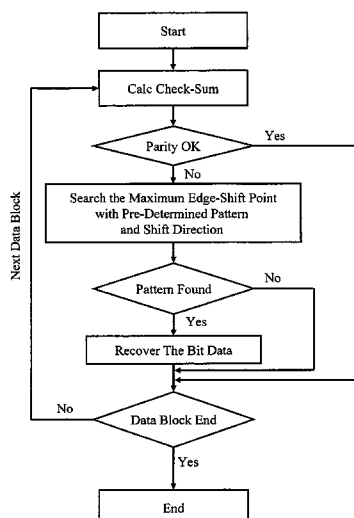 Start
Calc Check-Sum
Yes
Parity OK
No
Search the Maximum Edge-Shift Point
with Pre-Determined Pattern
and Shift Direction
Next Data Block
No
Pattern Found
Yes
Recover The Bit Data
No
Data Block End
Yes
End